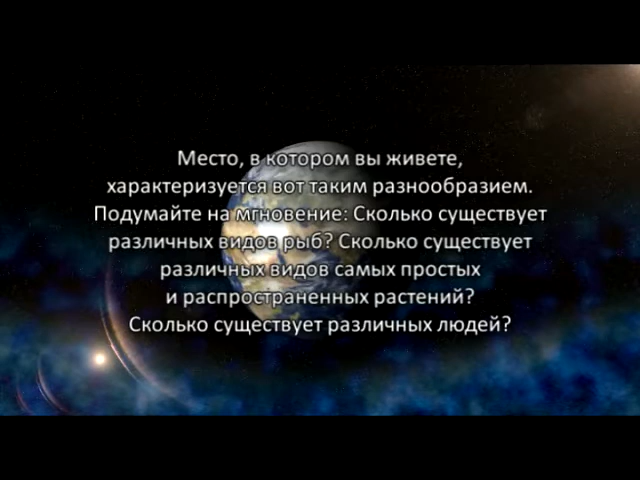 Место, в котором вы живете,
характеризуется вот таким разнообразием.
Подумайте на мгновение: Сколько существует
различных видов рыб? Сколько существует
различных видов самых простых
и распространенных растений?
Сколько существует различных людей?